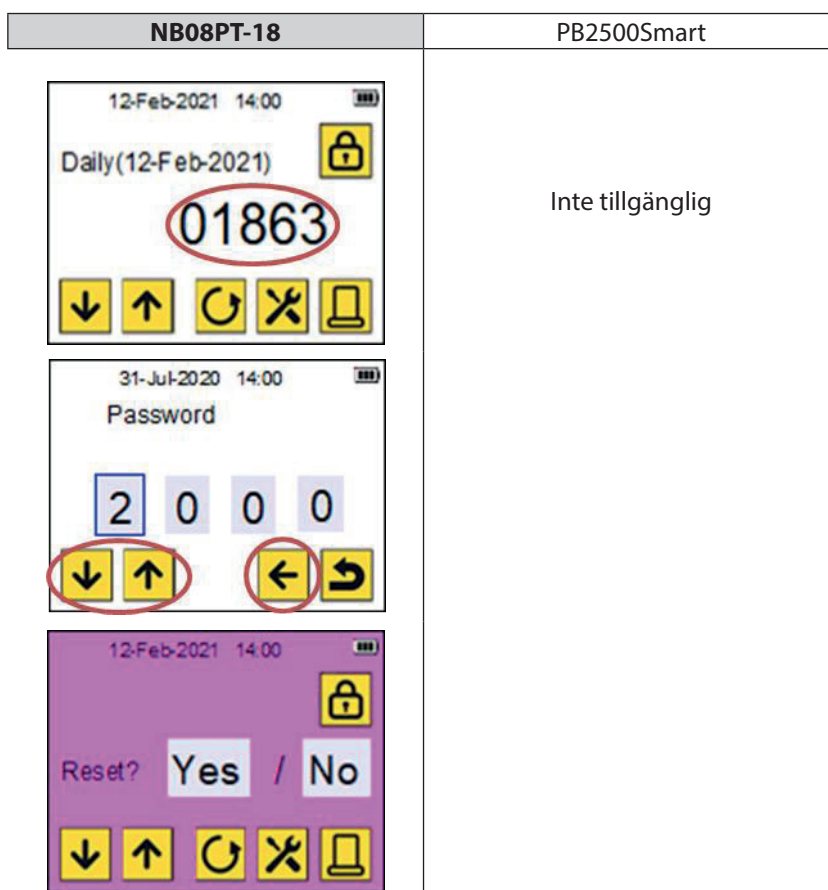 NB08PT-18
PB2500Smart
12-Feb-2021 14:00
Daily(12-Feb-2021)
01863
Inte tillgänglig
31-Jul-2020 14:00
Password
2 0 0 0
12-Feb-2021 14:00
Reset? Yes / No